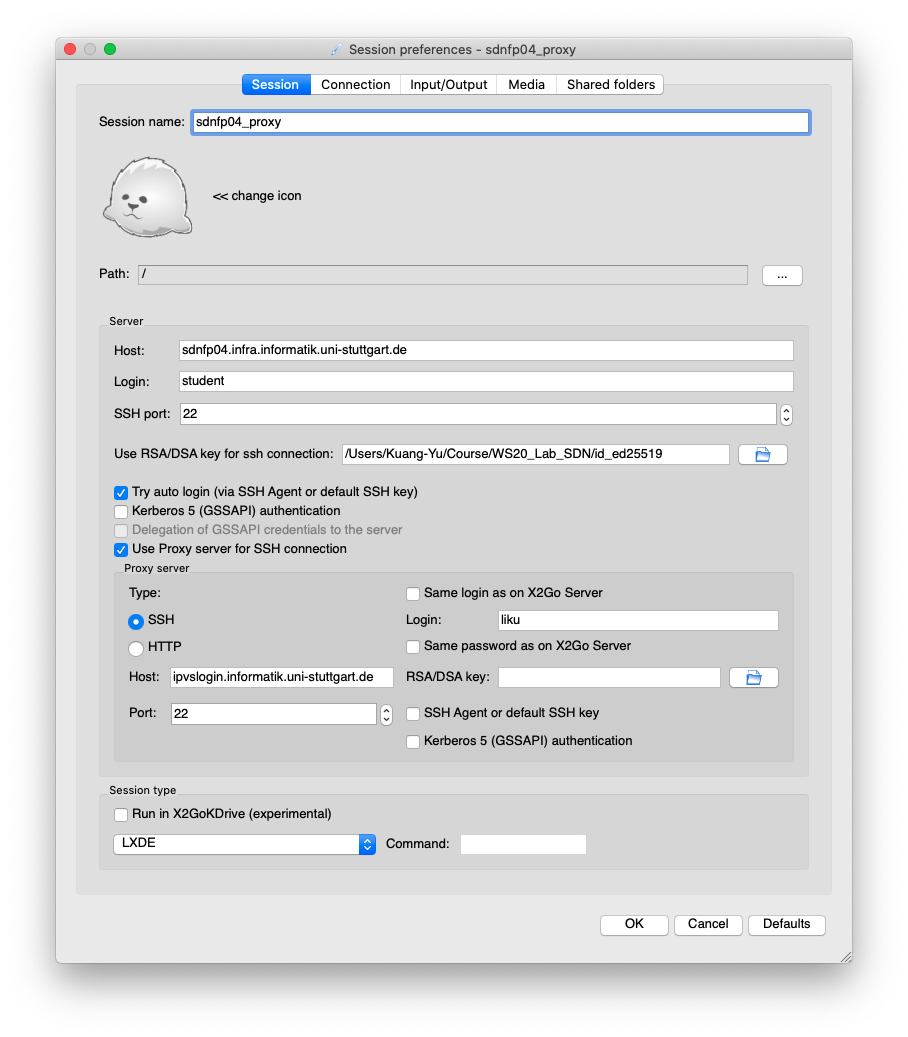 Session preferences - sdnfp04_proxy
Session Connection Input/Output Media Shared folders
Session name: sdnfp04_proxy
<< change icon
Path: / ...
Server
Host: sdnfp04.infra.informatik.uni-stuttgart.de
Login: student
SSH port: 22
Use RSA/DSA key for ssh connection: /Users/Kuang-Yu/Course/WS20_Lab_SDN/id_ed25519
Try auto login (via SSH Agent or default SSH key)
Kerberos 5 (GSSAPI) authentication
Delegation of GSSAPI credentials to the server
Use Proxy server for SSH connection
Proxy server
Type: Same login as on X2Go Server
SSH Login: liku
HTTP Same password as on X2Go Server
Host: ipvslogin.informatik.uni-stuttgart.de RSA/DSA key:
Port: 22 SSH Agent or default SSH key
Kerberos 5 (GSSAPI) authentication
Session type
Run in X2GoKDrive (experimental)
LXDE Command:
OK Cancel Defaults